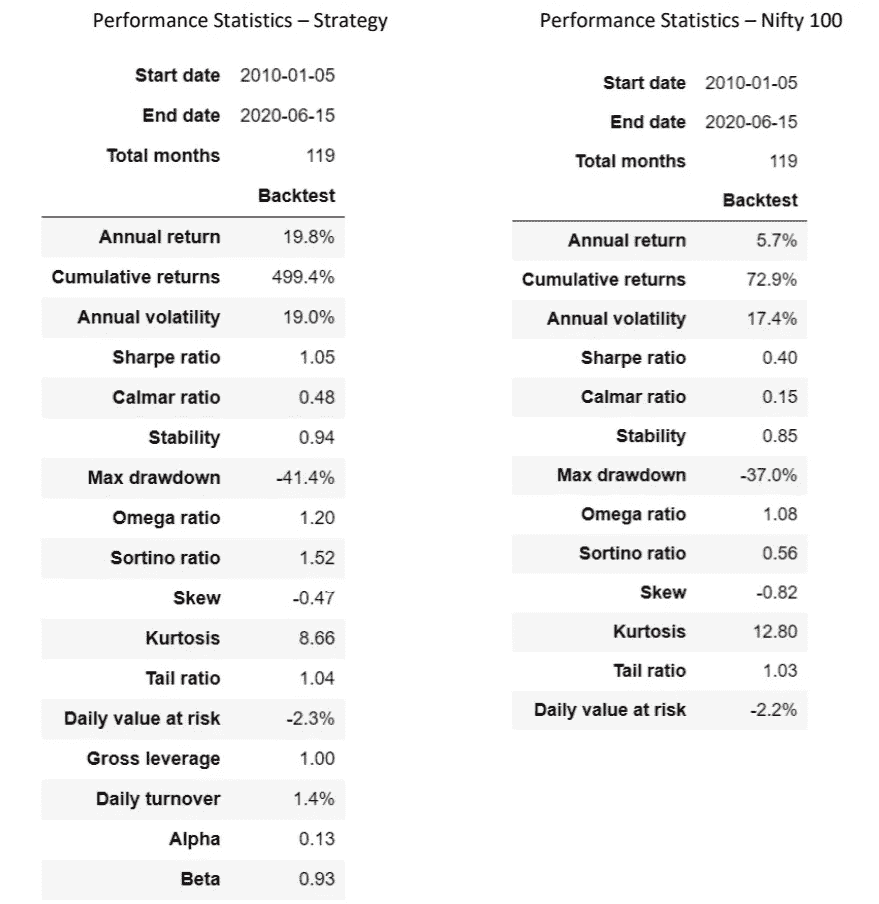 Performance Statistics – Strategy
Start date 2010-01-05
End date 2020-06-15
Total months 119
Backtest
Annual return 19.8%
Cumulative returns 499.4%
Annual volatility 19.0%
Sharpe ratio 1.05
Calmar ratio 0.48
Stability 0.94
Max drawdown -41.4%
Omega ratio 1.20
Sortino ratio 1.52
Skew -0.47
Kurtosis 8.66
Tail ratio 1.04
Daily value at risk -2.3%
Gross leverage 1.00
Daily turnover 1.4%
Alpha 0.13
Beta 0.93
Performance Statistics – Nifty 100
Start date 2010-01-05
End date 2020-06-15
Total months 119
Backtest
Annual return 5.7%
Cumulative returns 72.9%
Annual volatility 17.4%
Sharpe ratio 0.40
Calmar ratio 0.15
Stability 0.85
Max drawdown -37.0%
Omega ratio 1.08
Sortino ratio 0.56
Skew -0.82
Kurtosis 12.80
Tail ratio 1.03
Daily value at risk -2.2%